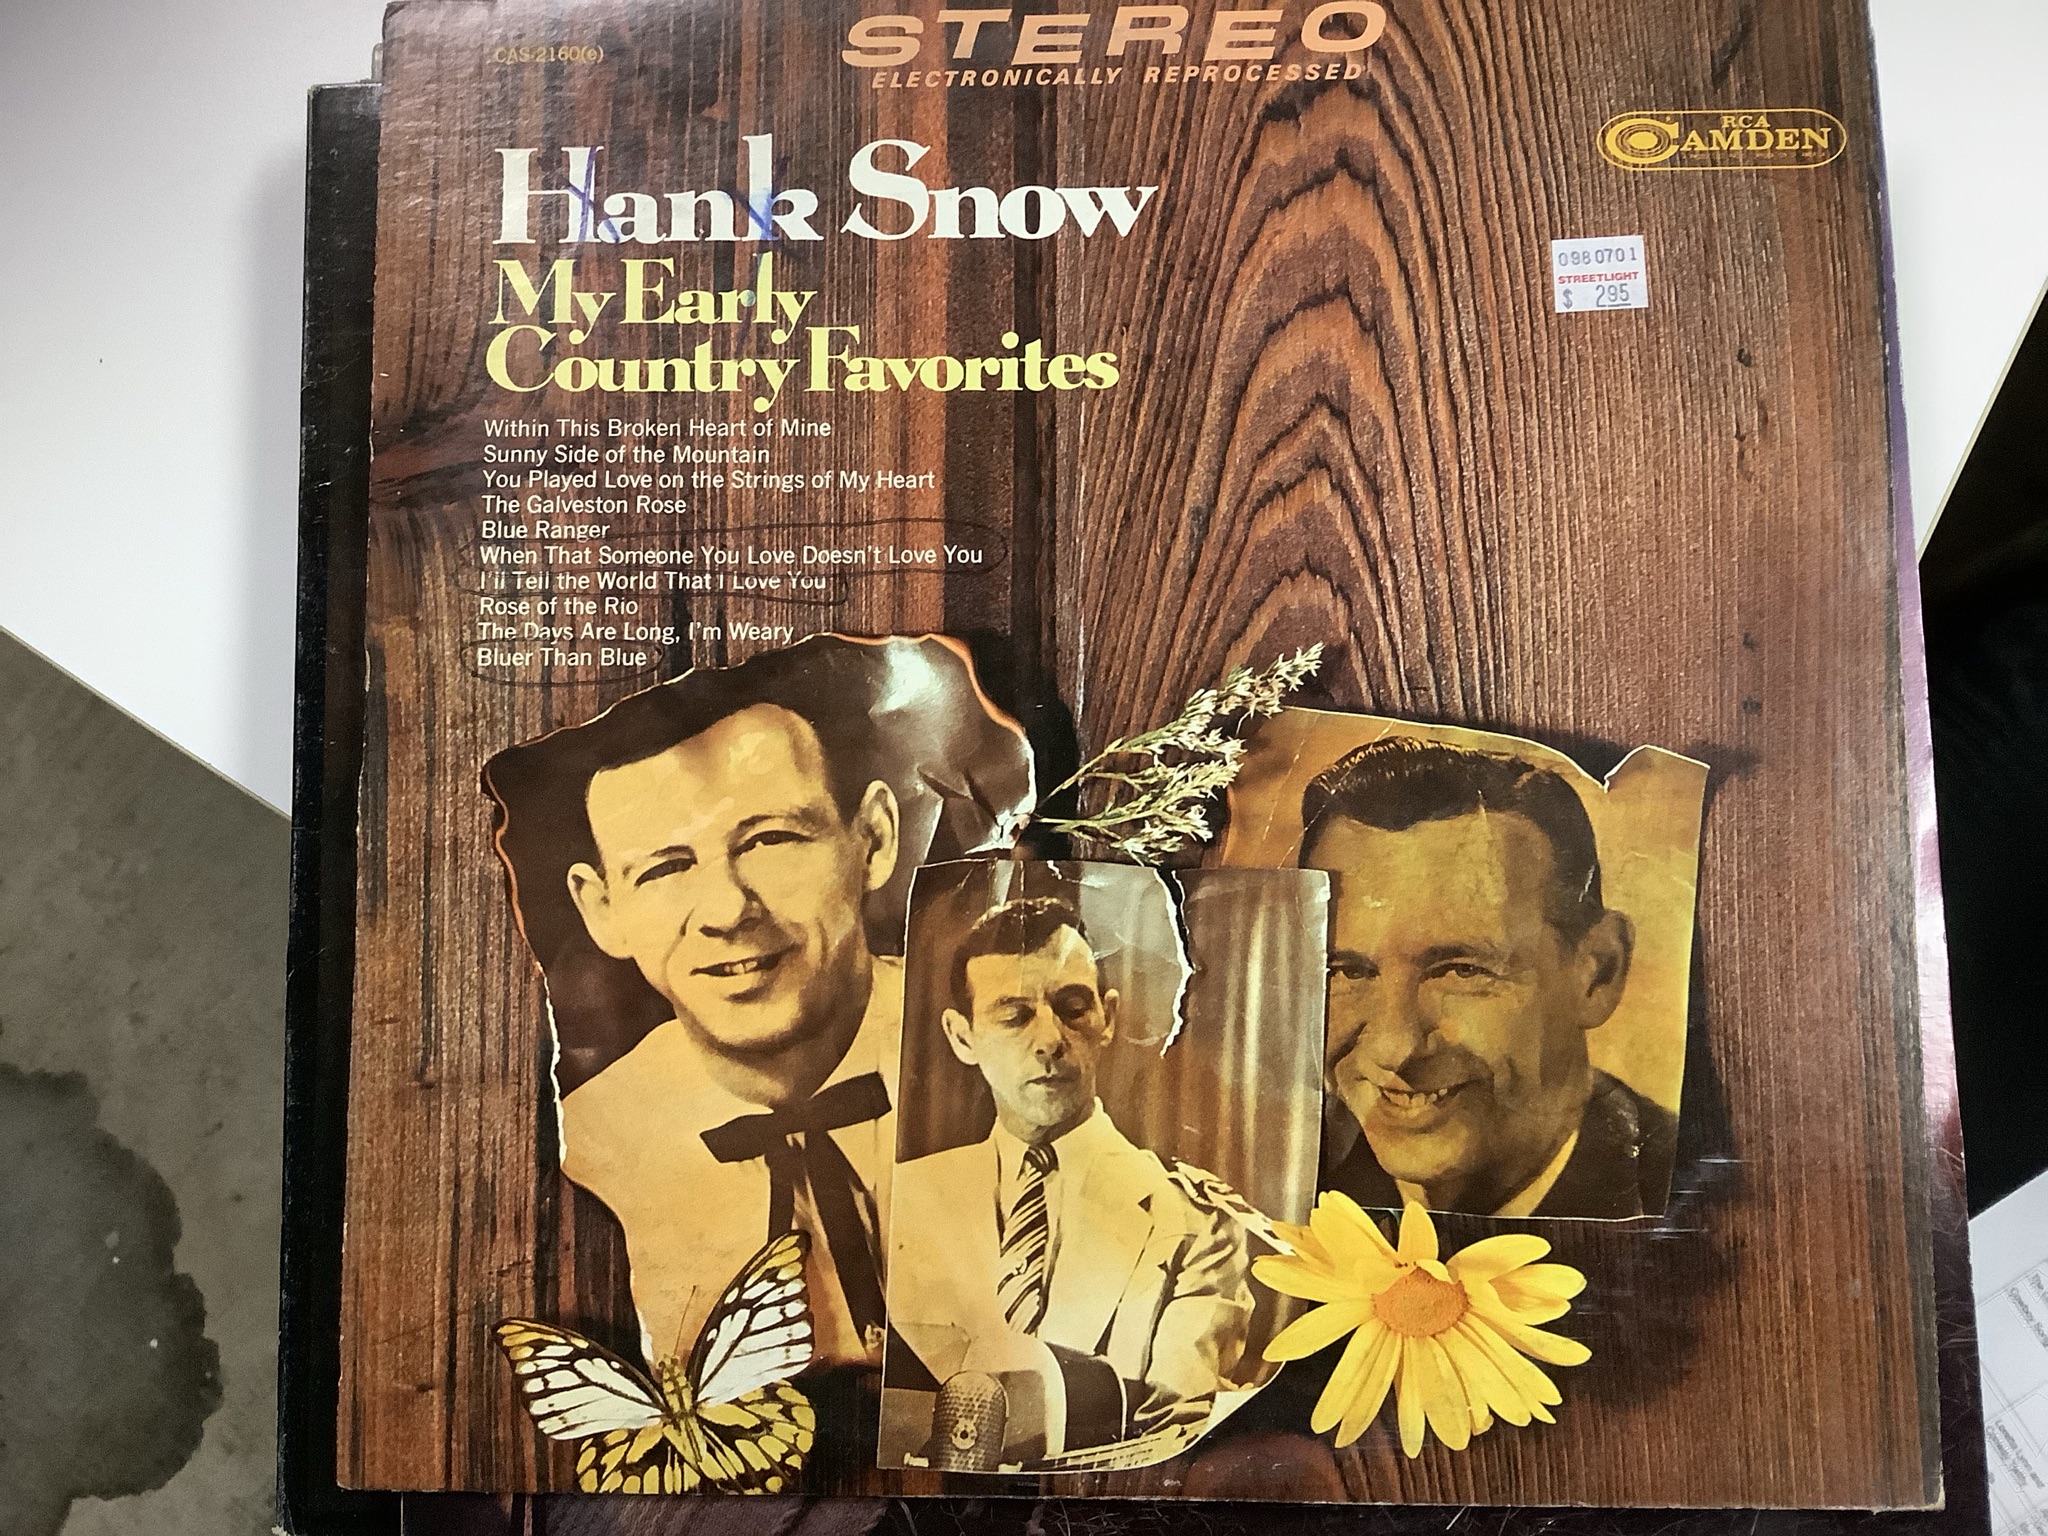 CAS-2160(e)
STEREO
ELECTRONICALLY REPROCESSED
RCA
CAMDEN
Hank Snow
My Early
Country Favorites
0980701
STREETLIGHT
$ 295
Within This Broken Heart of Mine
Sunny Side of the Mountain
You Played Love on the Strings of My Heart
The Galveston Rose
Blue Ranger
When That Someone You Love Doesn't Love You
I'll Tell the World That I Love You
Rose of the Rio
The Days Are Long, I'm Weary
Bluer Than Blue